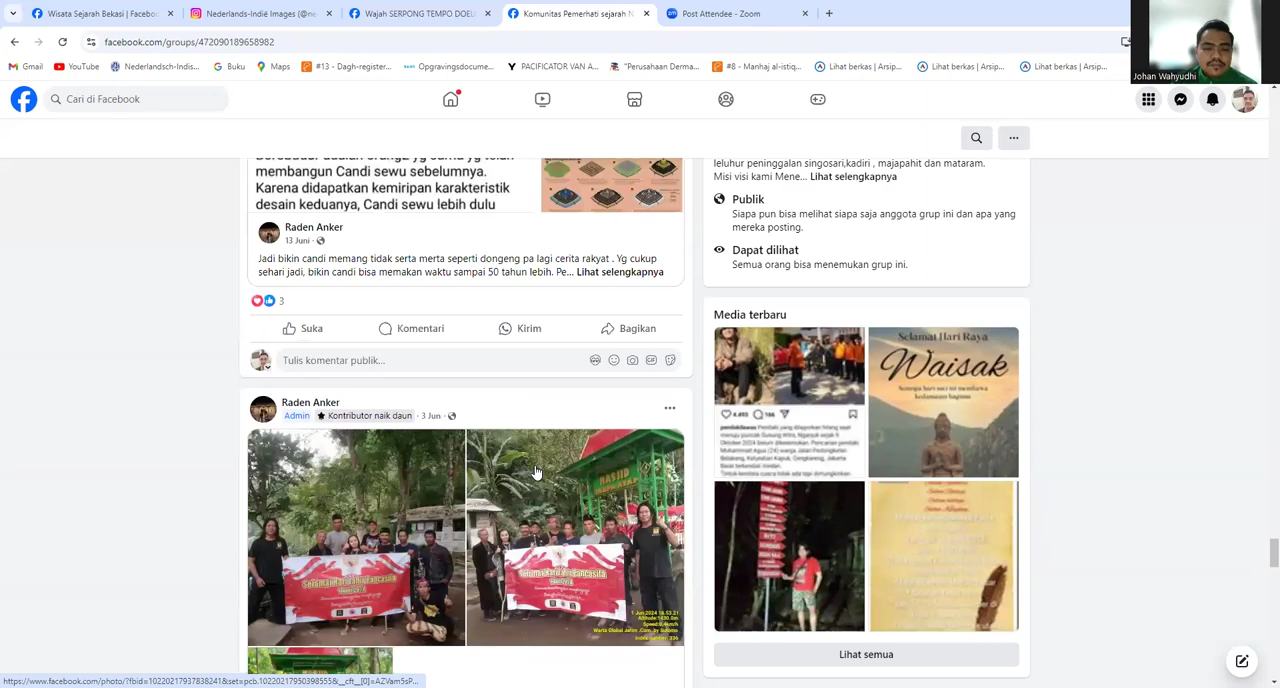 Wisata Sejarah Bekasi | Facebo
Nederlands-Indië Images (@ne
Wajah SERPONG TEMPO DOEL
Komunitas Pemerhati sejarah N
Post Attendee - Zoom
facebook.com/groups/472090189658982
Gmail
YouTube
Nederlandsch-Indis...
Buku
Maps
#13 - Dagh-register...
Opgravingsdocume...
PACIFICATOR VAN A...
"Perusahaan Derma...
#8 - Manhaj al-istiq...
Lihat berkas | Arsip...
Lihat berkas | Arsip...
Lihat berkas | Arsip...
Johan Wahyudhi
Cari di Facebook
membangun Candi sewu sebelumnya.
Karena didapatkan kemiripan karakteristik
desain keduanya, Candi sewu lebih dulu
Raden Anker
13 Juni
Jadi bikin candi memang tidak serta merta seperti dongeng pa lagi cerita rakyat . Yg cukup
sehari jadi, bikin candi bisa memakan waktu sampai 50 tahun lebih. Pe... Lihat selengkapnya
3
Suka
Komentari
Kirim
Bagikan
Tulis komentar publik...
Raden Anker
Admin
Kontributor naik daun · 3 Jun
MASJID
1 Jun 2024 16.53.21
leluhur peninggalan singosari,kadiri , majapahit dan mataram.
Misi visi kami Mene... Lihat selengkapnya
Publik
Siapa pun bisa melihat siapa saja anggota grup ini dan apa yang
mereka posting.
Dapat dilihat
Semua orang bisa menemukan grup ini.
Media terbaru
Selamat Hari Raya
Waisak
Lihat semua